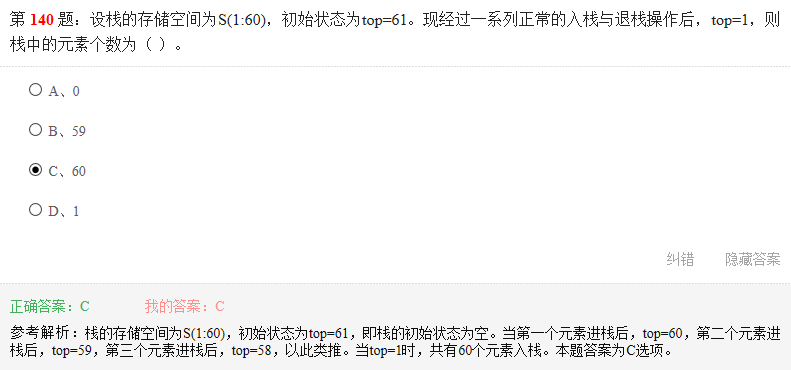 第 140 题：设栈的存储空间为S(1:60)，初始状态为top=61。现经过一系列正常的入栈与退栈操作后，top=1，则
栈中的元素个数为（ ）。
A、0
B、59
C、60
D、1
纠错 隐藏答案
正确答案：C 我的答案：C
参考解析：栈的存储空间为S(1:60)，初始状态为top=61，即栈的初始状态为空。当第一个元素进栈后，top=60，第二个元素进
栈后，top=59，第三个元素进栈后，top=58，以此类推。当top=1时，共有60个元素入栈。本题答案为C选项。